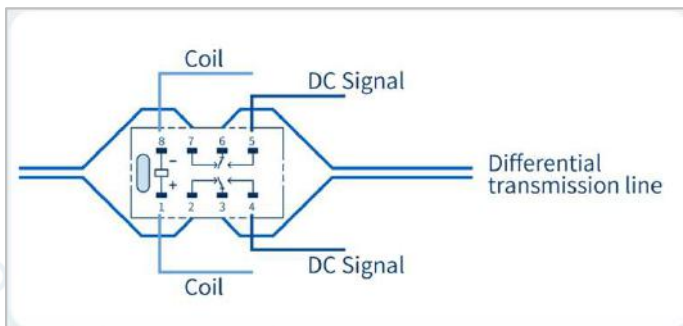 Coil
DC Signal
8 7 6 5
−
+
1 2 3 4
Differential
transmission line
DC Signal
Coil